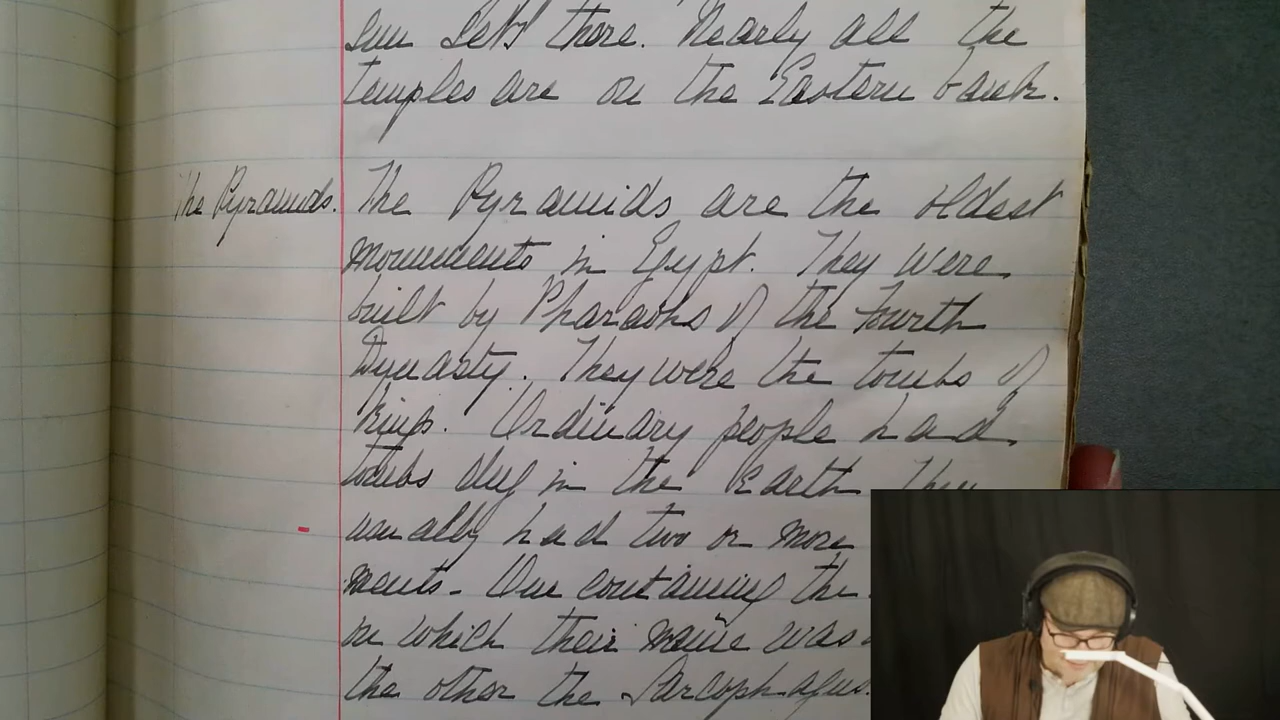 sun sets there. Nearly all the
temples are on the Eastern bank.
The Pyramids.
The Pyramids are the oldest
monuments in Egypt. They were
built by Pharaohs of the Fourth
Dynasty. They were the tombs of
Kings. Ordinary people had
tombs dug in the Earth. They
usually had two or more
ments - One containing the
in which their name was
the other the Sarcophagus.